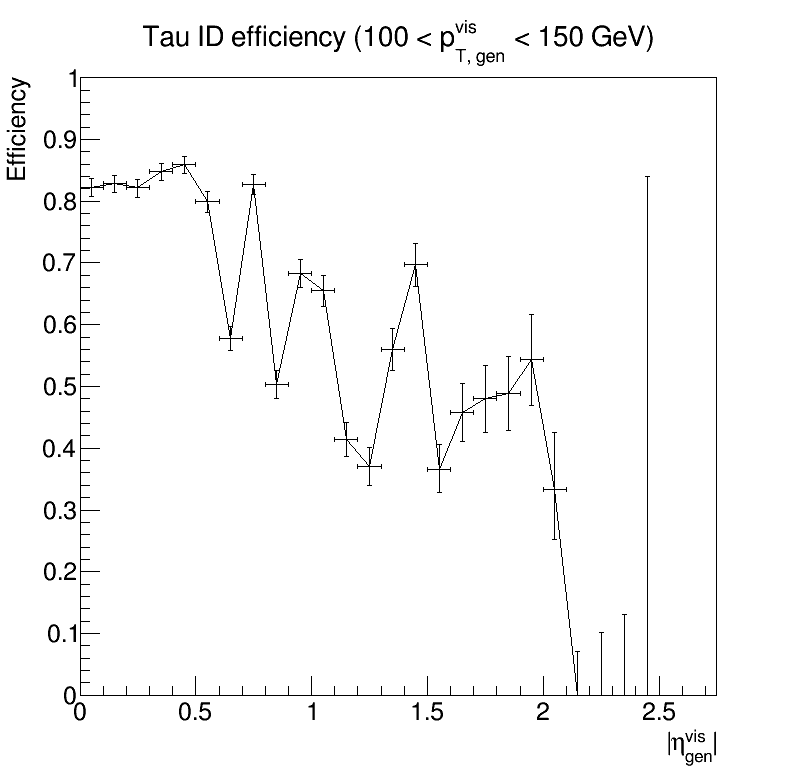 Tau ID efficiency (100 < p^vis_T, gen < 150 GeV)
Efficiency
1
0.9
0.8
0.7
0.6
0.5
0.4
0.3
0.2
0.1
0
0 0.5 1 1.5 2 2.5
|η^vis_gen|